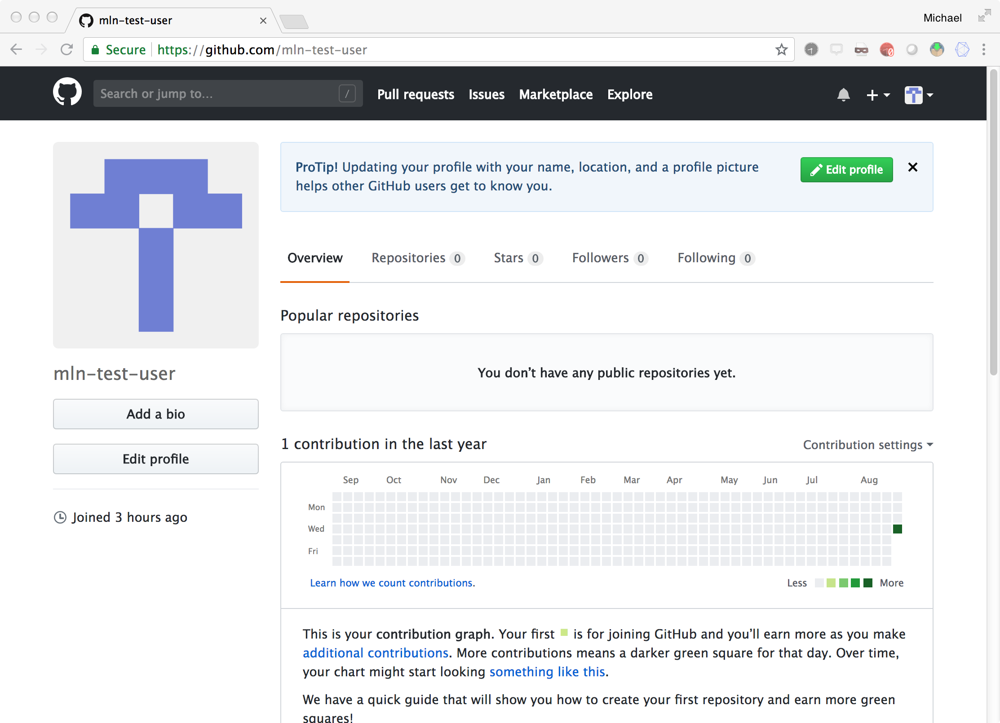 mln-test-user
Michael
Secure https://github.com/mln-test-user
Search or jump to… /
Pull requests Issues Marketplace Explore
ProTip! Updating your profile with your name, location, and a profile picture
helps other GitHub users get to know you.
Edit profile
Overview Repositories 0 Stars 0 Followers 0 Following 0
Popular repositories
You don’t have any public repositories yet.
mln-test-user
Add a bio
Edit profile
Joined 3 hours ago
1 contribution in the last year
Contribution settings
Sep Oct Nov Dec Jan Feb Mar Apr May Jun Jul Aug
Mon
Wed
Fri
Learn how we count contributions.
Less More
This is your contribution graph. Your first is for joining GitHub and you’ll earn more as you make
additional contributions. More contributions means a darker green square for that day. Over time,
your chart might start looking something like this.
We have a quick guide that will show you how to create your first repository and earn more green
squares!